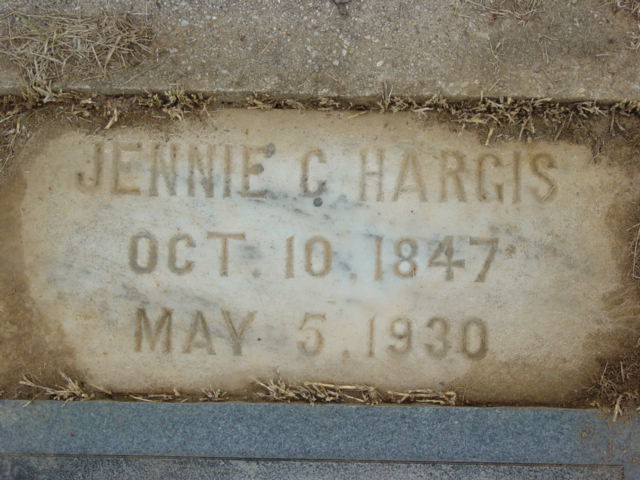 JENNIE C. HARGIS
OCT. 10, 1847
MAY 5, 1930